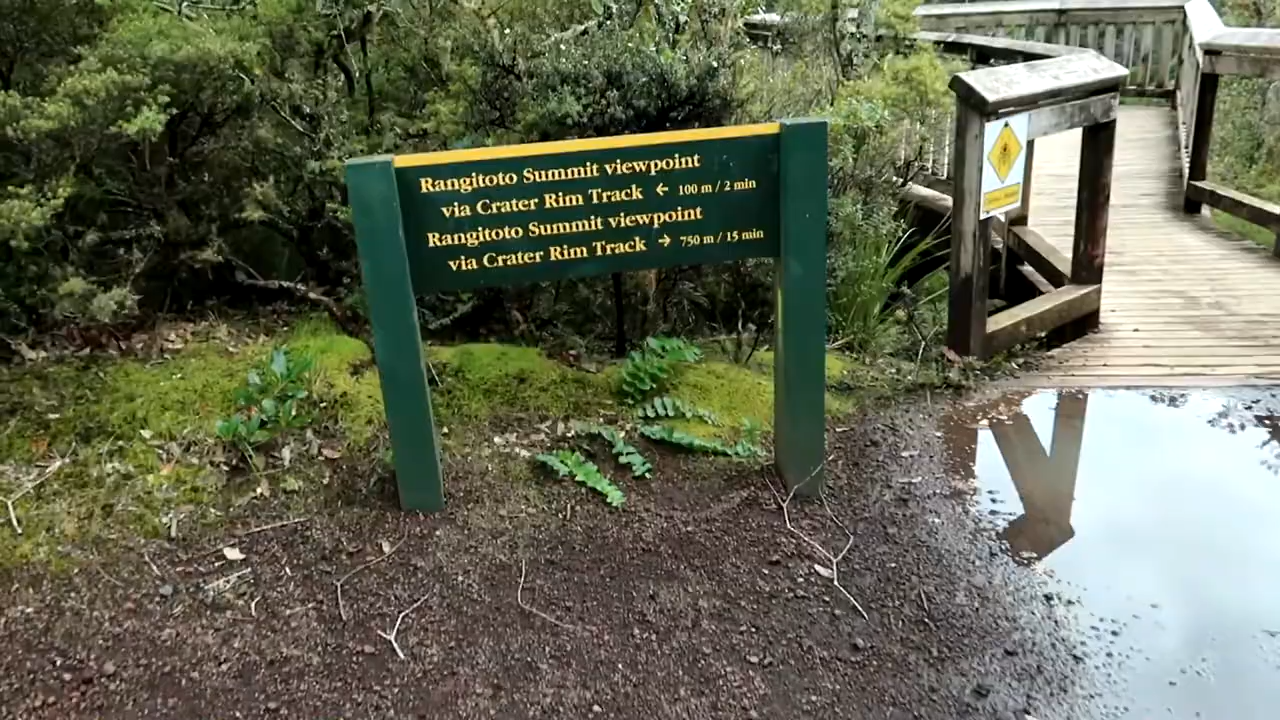 Rangitoto Summit viewpoint
via Crater Rim Track ← 100 m / 2 min
Rangitoto Summit viewpoint
via Crater Rim Track → 750 m / 15 min